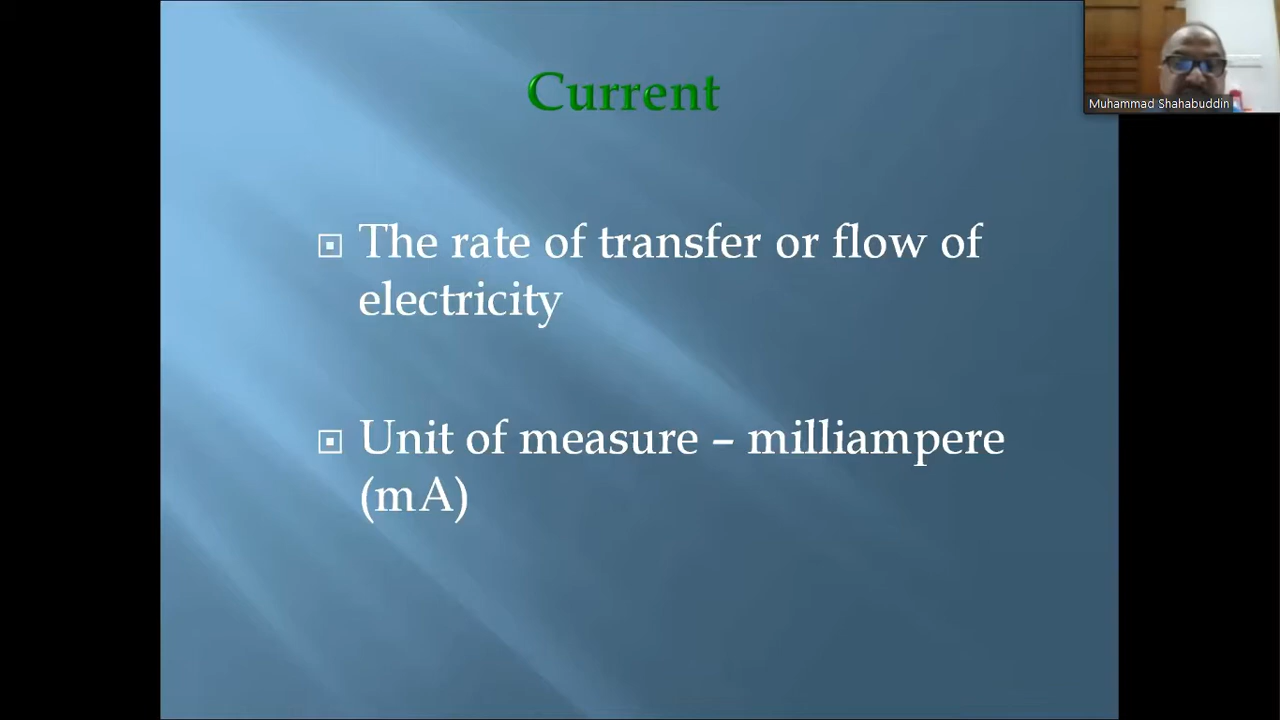 Current
Muhammad Shahabuddin
The rate of transfer or flow of
electricity
Unit of measure – milliampere
(mA)